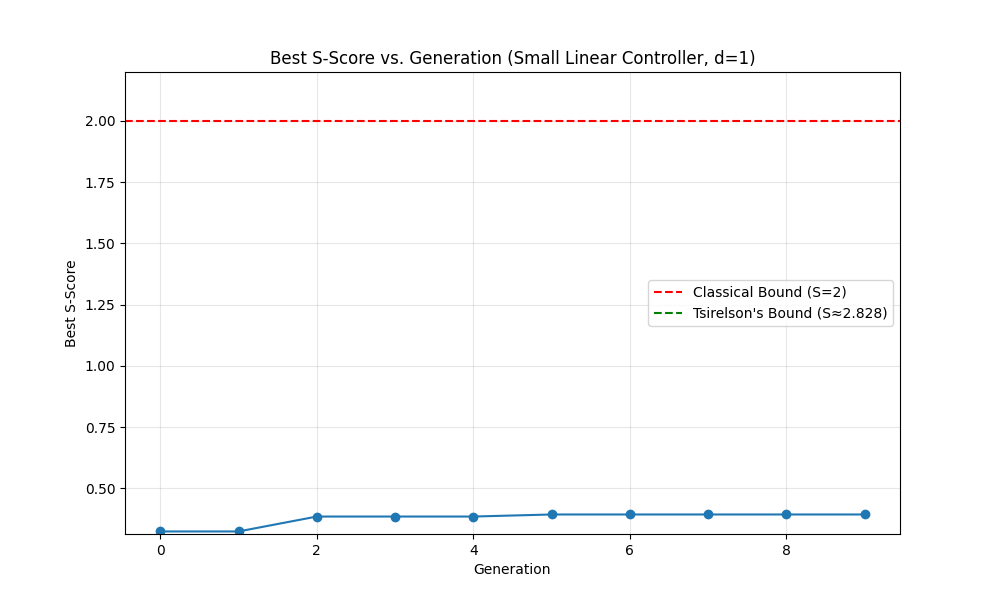 Best S-Score vs. Generation (Small Linear Controller, d=1)
2.00
1.75
1.50
1.25
1.00
0.75
0.50
Best S-Score
Classical Bound (S=2)
Tsirelson's Bound (S≈2.828)
0 2 4 6 8
Generation